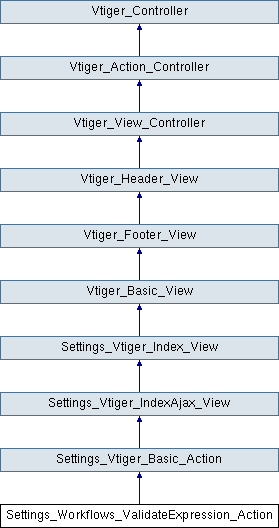 Vtiger_Controller
Vtiger_Action_Controller
Vtiger_View_Controller
Vtiger_Header_View
Vtiger_Footer_View
Vtiger_Basic_View
Settings_Vtiger_Index_View
Settings_Vtiger_IndexAjax_View
Settings_Vtiger_Basic_Action
Settings_Workflows_ValidateExpression_Action